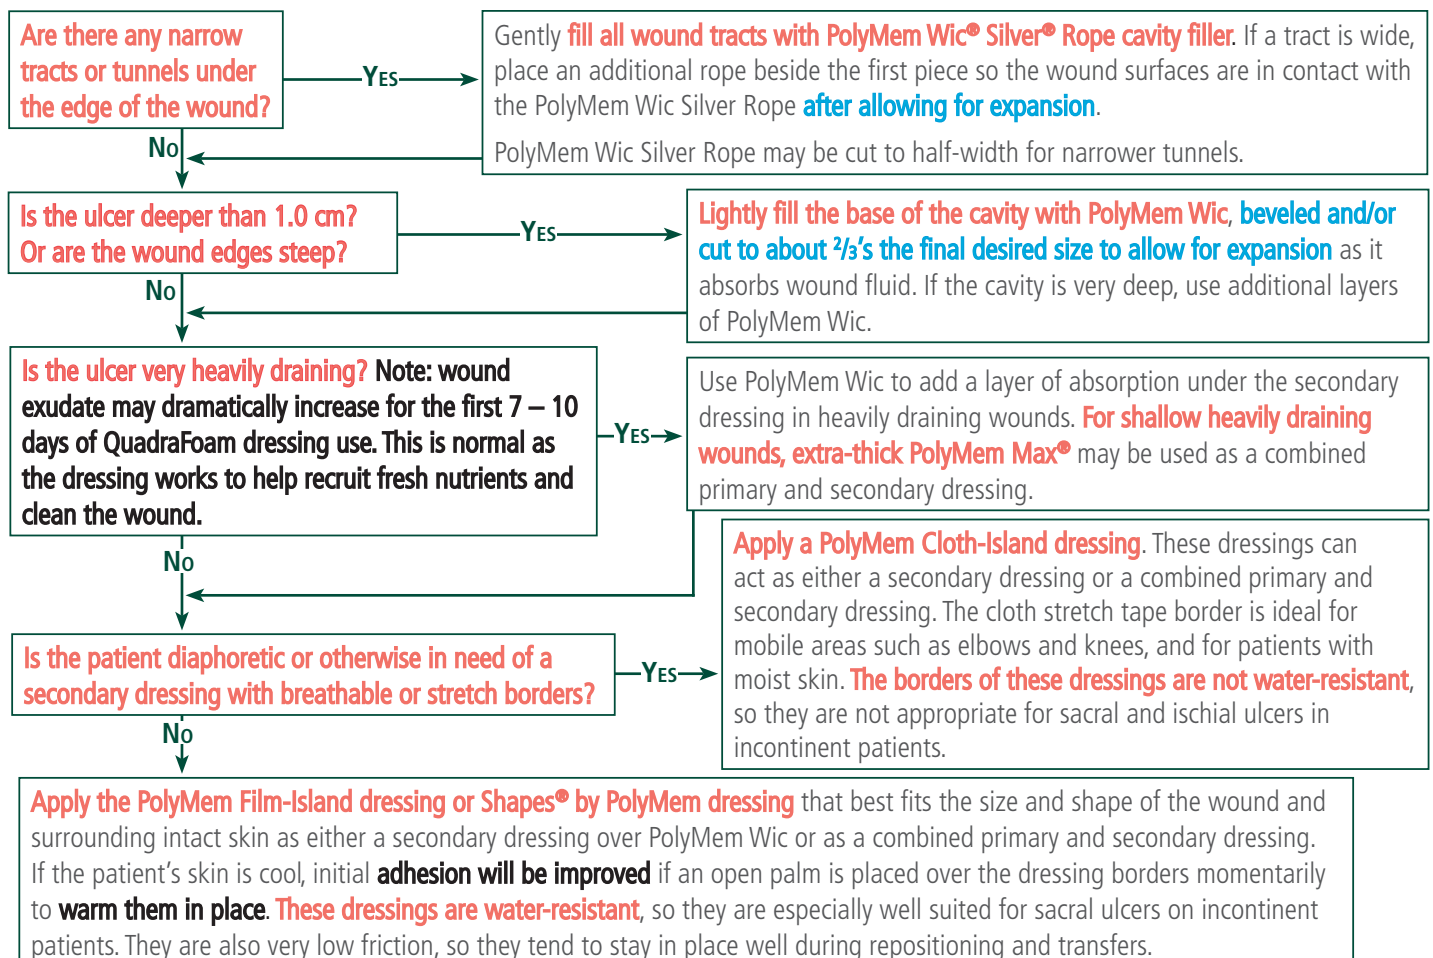 Are there any narrow
tracts or tunnels under
the edge of the wound?
YES
Gently fill all wound tracts with PolyMem Wic® Silver® Rope cavity filler. If a tract is wide,
place an additional rope beside the first piece so the wound surfaces are in contact with
the PolyMem Wic Silver Rope after allowing for expansion.
PolyMem Wic Silver Rope may be cut to half-width for narrower tunnels.
NO
Is the ulcer deeper than 1.0 cm?
Or are the wound edges steep?
YES
Lightly fill the base of the cavity with PolyMem Wic, beveled and/or
cut to about 2/3's the final desired size to allow for expansion as it
absorbs wound fluid. If the cavity is very deep, use additional layers
of PolyMem Wic.
NO
Is the ulcer very heavily draining? Note: wound
exudate may dramatically increase for the first 7 – 10
days of QuadraFoam dressing use. This is normal as
the dressing works to help recruit fresh nutrients and
clean the wound.
YES
Use PolyMem Wic to add a layer of absorption under the secondary
dressing in heavily draining wounds. For shallow heavily draining
wounds, extra-thick PolyMem Max® may be used as a combined
primary and secondary dressing.
NO
Is the patient diaphoretic or otherwise in need of a
secondary dressing with breathable or stretch borders?
YES
Apply a PolyMem Cloth-Island dressing. These dressings can
act as either a secondary dressing or a combined primary and
secondary dressing. The cloth stretch tape border is ideal for
mobile areas such as elbows and knees, and for patients with
moist skin. The borders of these dressings are not water-resistant,
so they are not appropriate for sacral and ischial ulcers in
incontinent patients.
NO
Apply the PolyMem Film-Island dressing or Shapes® by PolyMem dressing that best fits the size and shape of the wound and
surrounding intact skin as either a secondary dressing over PolyMem Wic or as a combined primary and secondary dressing.
If the patient's skin is cool, initial adhesion will be improved if an open palm is placed over the dressing borders momentarily
to warm them in place. These dressings are water-resistant, so they are especially well suited for sacral ulcers on incontinent
patients. They are also very low friction, so they tend to stay in place well during repositioning and transfers.